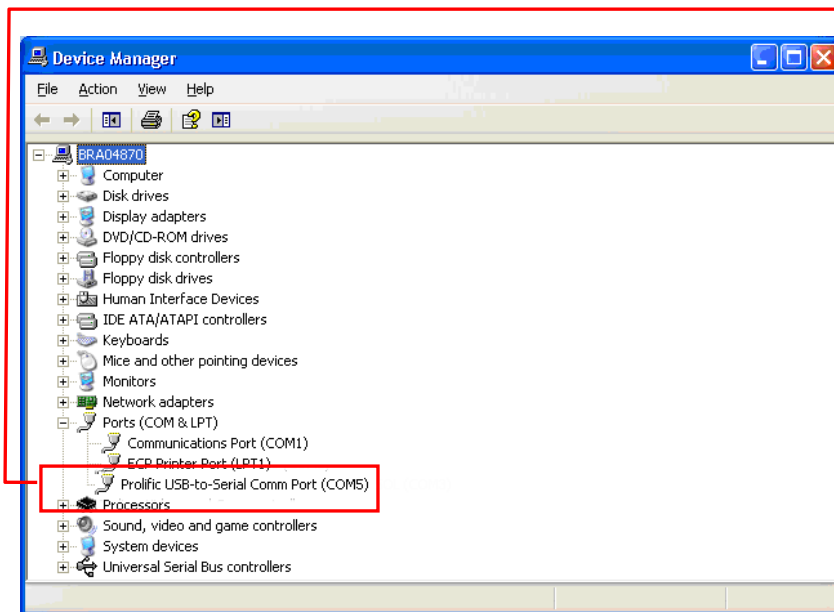 Device Manager
File Action View Help
BRA04870
Computer
Disk drives
Display adapters
DVD/CD-ROM drives
Floppy disk controllers
Floppy disk drives
Human Interface Devices
IDE ATA/ATAPI controllers
Keyboards
Mice and other pointing devices
Monitors
Network adapters
Ports (COM & LPT)
Communications Port (COM1)
ECP Printer Port (LPT1)
Prolific USB-to-Serial Comm Port (COM5)
Processors
Sound, video and game controllers
System devices
Universal Serial Bus controllers